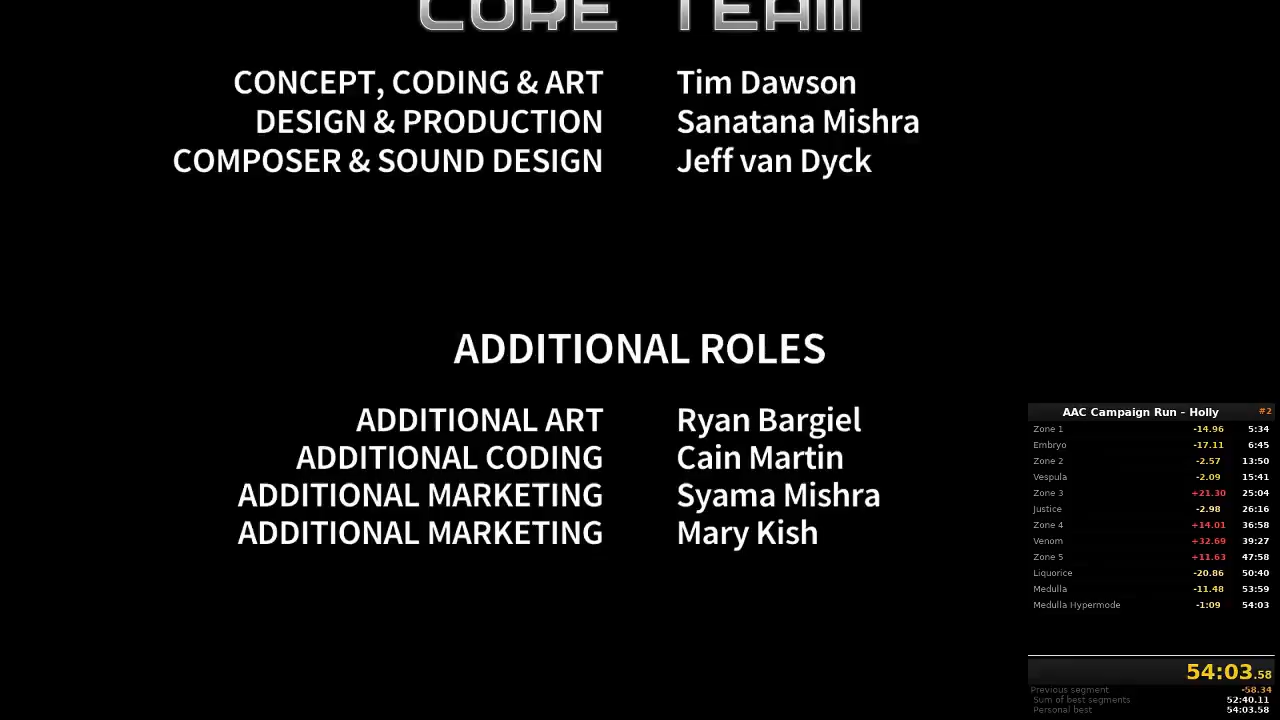 CORE TEAM
CONCEPT, CODING & ART Tim Dawson
DESIGN & PRODUCTION Sanatana Mishra
COMPOSER & SOUND DESIGN Jeff van Dyck
ADDITIONAL ROLES
ADDITIONAL ART Ryan Bargiel
ADDITIONAL CODING Cain Martin
ADDITIONAL MARKETING Syama Mishra
ADDITIONAL MARKETING Mary Kish
AAC Campaign Run - Holly #2
Zone 1 -14.96 5:34
Embryo -17.11 6:45
Zone 2 -2.57 13:50
Vespula -2.09 15:41
Zone 3 +21.30 25:04
Justice -2.98 26:16
Zone 4 +14.01 36:58
Venom +32.69 39:27
Zone 5 +11.63 47:58
Liquorice -20.86 50:40
Medulla -11.48 53:59
Medulla Hypermode -1:09 54:03
54:03.58
Previous segment -58.34
Sum of best segments 52:40.11
Personal best 54:03.58